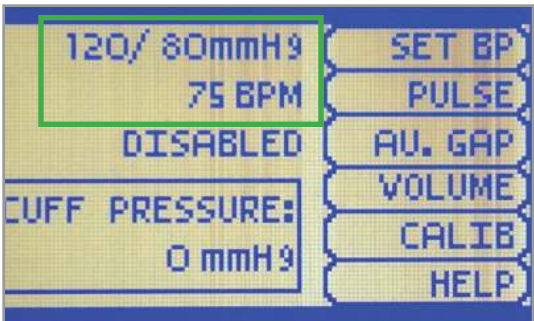 120/ 80mmHg SET BP
75 BPM PULSE
DISABLED AU. GAP
VOLUME
CUFF PRESSURE: CALIB
0 mmHg HELP